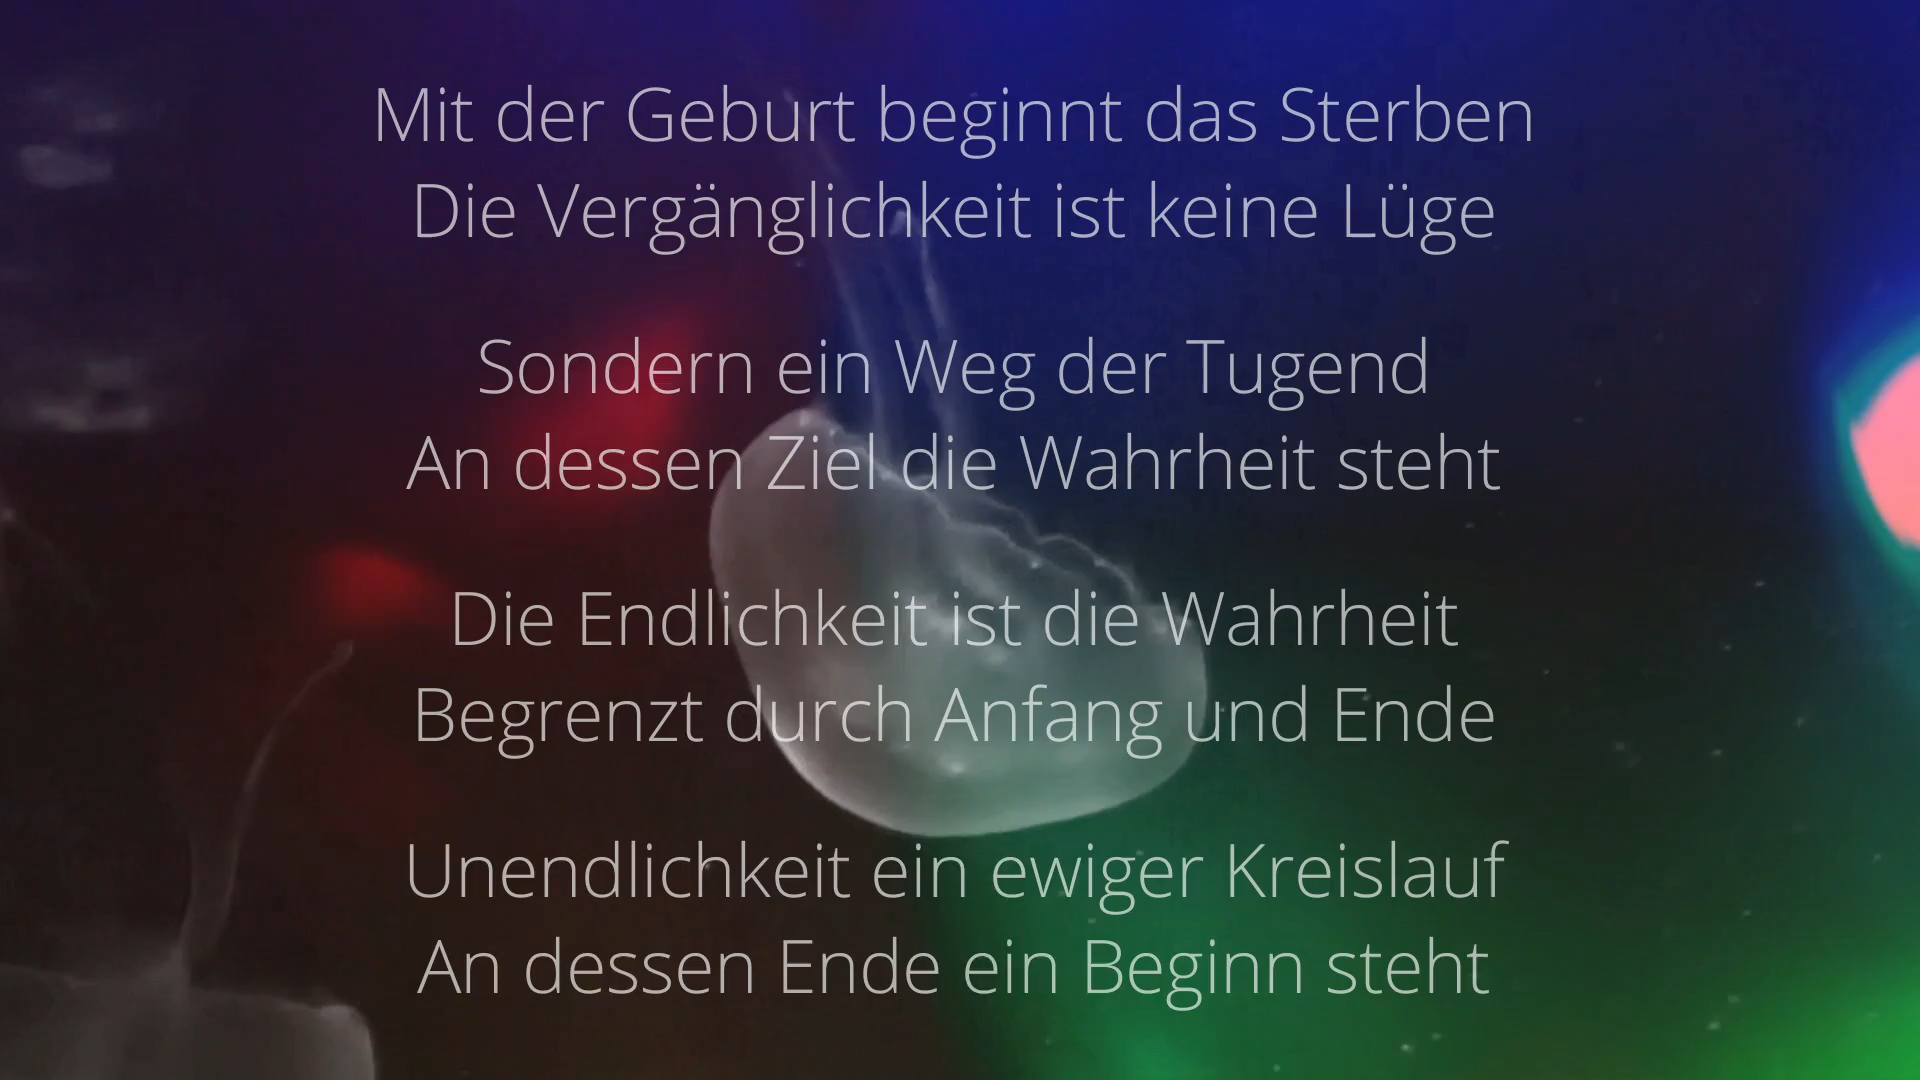 Mit der Geburt beginnt das Sterben
Die Vergänglichkeit ist keine Lüge
Sondern ein Weg der Tugend
An dessen Ziel die Wahrheit steht
Die Endlichkeit ist die Wahrheit
Begrenzt durch Anfang und Ende
Unendlichkeit ein ewiger Kreislauf
An dessen Ende ein Beginn steht